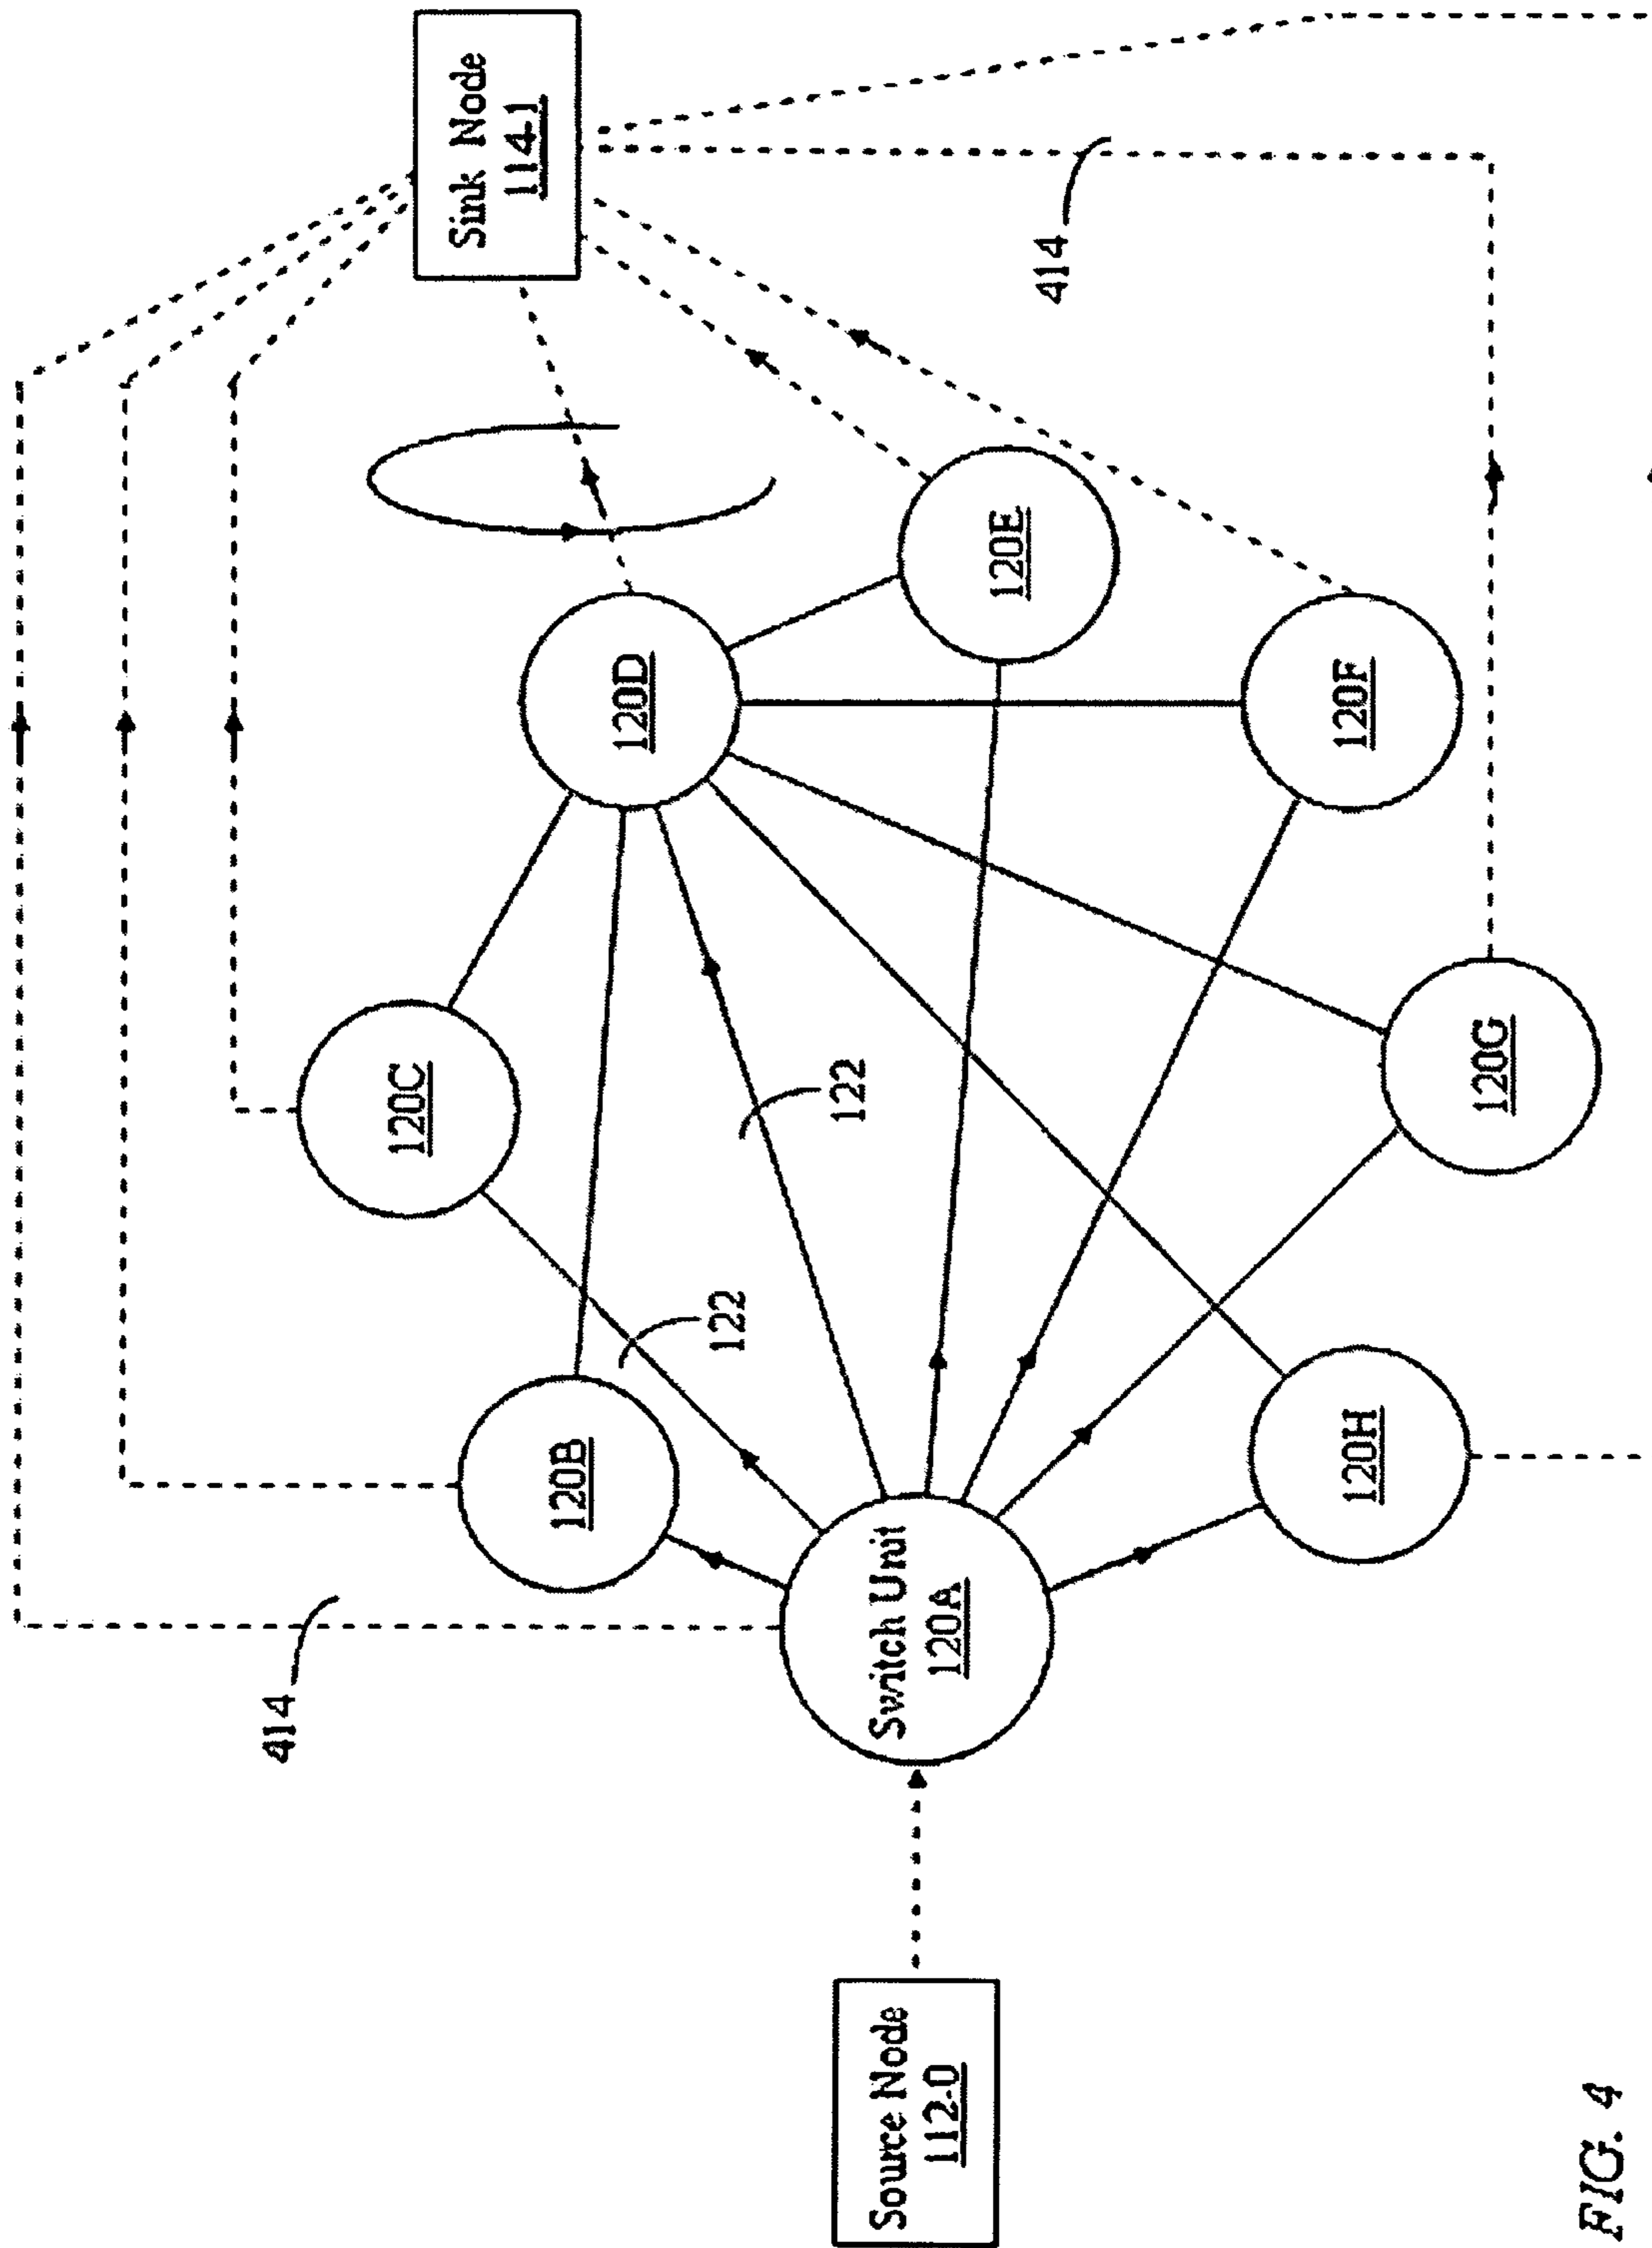 Sink Node
114-1
414
414
120C
120D
120B
122
122
120E
Switch Unit
120A
Source Node
112-0
120F
120H
120G
FIG. 4